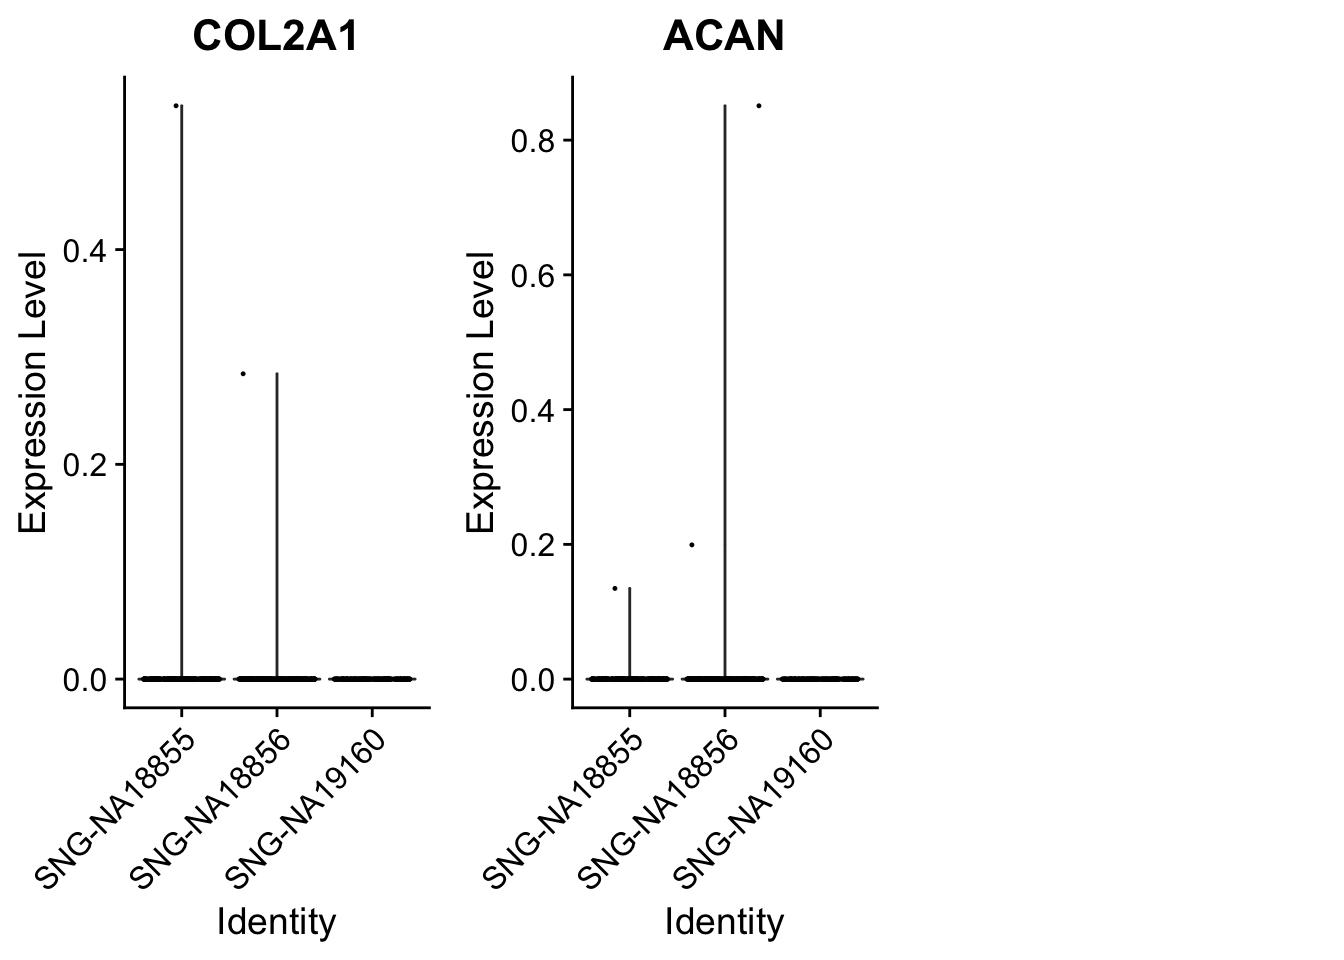 COL2A1
Expression Level
0.4
0.2
0.0
SNG-NA18855
SNG-NA18856
SNG-NA19160
Identity
ACAN
Expression Level
0.8
0.6
0.4
0.2
0.0
SNG-NA18855
SNG-NA18856
SNG-NA19160
Identity